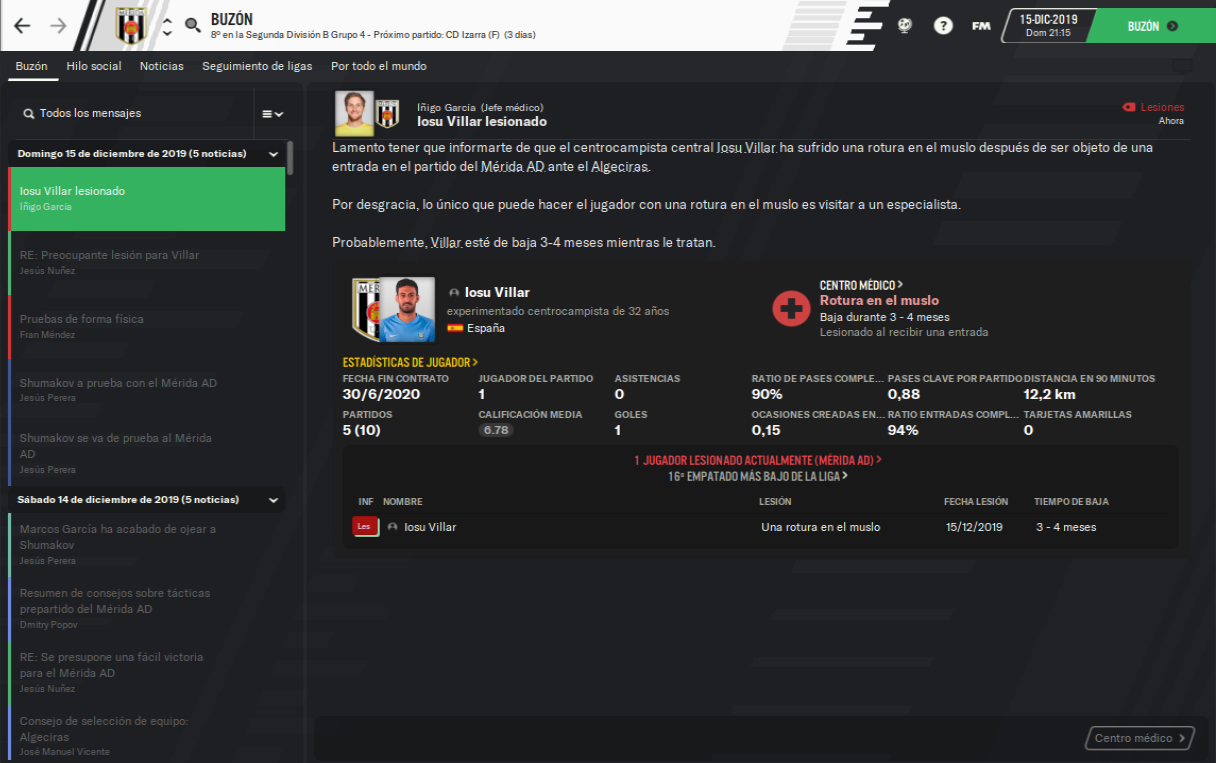 BUZÓN
8º en la Segunda División B Grupo 4 - Próximo partido: CD Izarra (F) (3 días)
FM
15-DIC-2019
Dom 21:15
BUZÓN
Buzón Hilo social Noticias Seguimiento de ligas Por todo el mundo
Todos los mensajes
Domingo 15 de diciembre de 2019 (5 noticias)
Iosu Villar lesionado
Íñigo García
RE: Preocupante lesión para Villar
Jesús Nuñez
Pruebas de forma física
Fran Méndez
Shumakov a prueba con el Mérida AD
Jesús Perera
Shumakov se va de prueba al Mérida
AD
Jesús Perera
Sábado 14 de diciembre de 2019 (5 noticias)
Marcos García ha acabado de ojear a
Shumakov
Jesús Perera
Resumen de consejos sobre tácticas
prepartido del Mérida AD
Dmitry Popov
RE: Se presupone una fácil victoria
para el Mérida AD
Jesús Nuñez
Consejo de selección de equipo:
Algeciras
José Manuel Vicente
Íñigo García (Jefe médico)
Iosu Villar lesionado
Lesiones
Ahora
Lamento tener que informarte de que el centrocampista central Iosu Villar ha sufrido una rotura en el muslo después de ser objeto de una
entrada en el partido del Mérida AD ante el Algeciras.
Por desgracia, lo único que puede hacer el jugador con una rotura en el muslo es visitar a un especialista.
Probablemente, Villar esté de baja 3-4 meses mientras le tratan.
Iosu Villar
experimentado centrocampista de 32 años
España
CENTRO MÉDICO
Rotura en el muslo
Baja durante 3 - 4 meses
Lesionado al recibir una entrada
ESTADÍSTICAS DE JUGADOR
FECHA FIN CONTRATO JUGADOR DEL PARTIDO ASISTENCIAS RATIO DE PASES COMPLE... PASES CLAVE POR PARTIDO DISTANCIA EN 90 MINUTOS
30/6/2020 1 0 90% 0,88 12,2 km
PARTIDOS CALIFICACIÓN MEDIA GOLES OCASIONES CREADAS EN... RATIO ENTRADAS COMPL... TARJETAS AMARILLAS
5 (10) 6.78 1 0,15 94% 0
1 JUGADOR LESIONADO ACTUALMENTE (MÉRIDA AD)
16º EMPATADO MÁS BAJO DE LA LIGA
INF NOMBRE LESIÓN FECHA LESIÓN TIEMPO DE BAJA
Les Iosu Villar Una rotura en el muslo 15/12/2019 3 - 4 meses
Centro médico